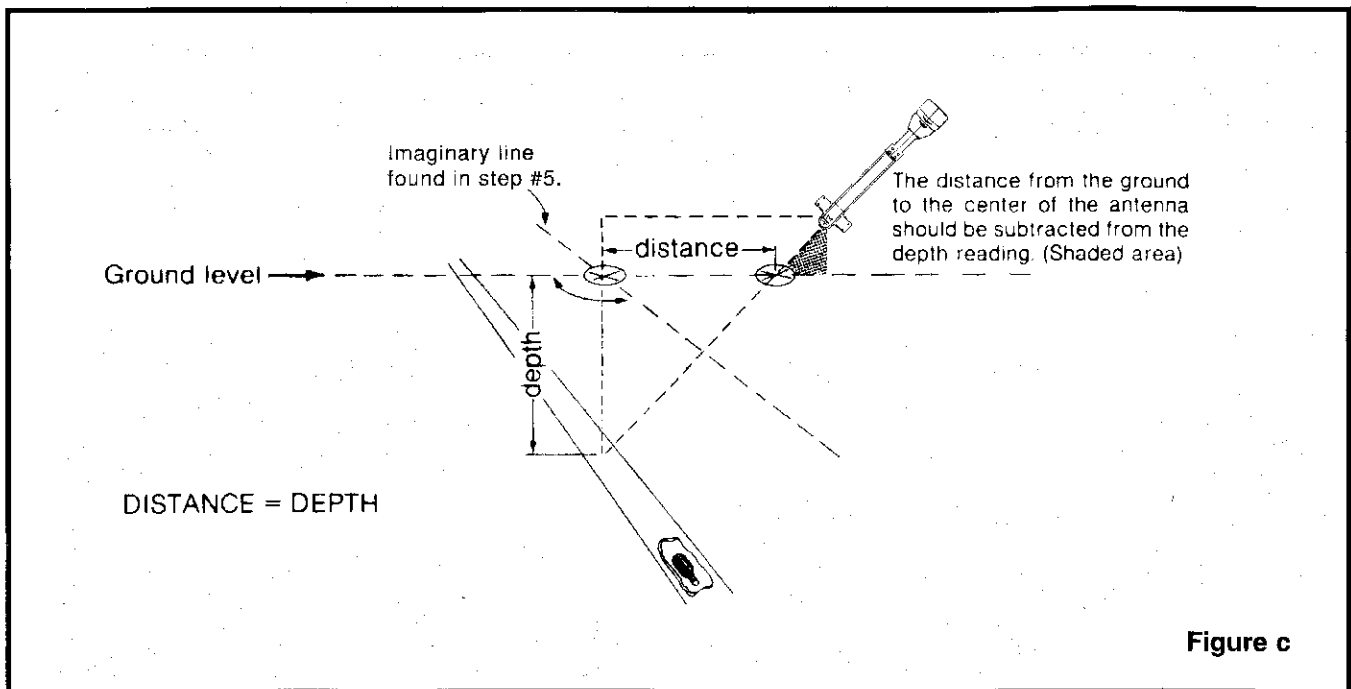 Imaginary line
found in step #5.
The distance from the ground
to the center of the antenna
should be subtracted from the
depth reading. (Shaded area)
distance
Ground level
depth
DISTANCE = DEPTH
Figure c